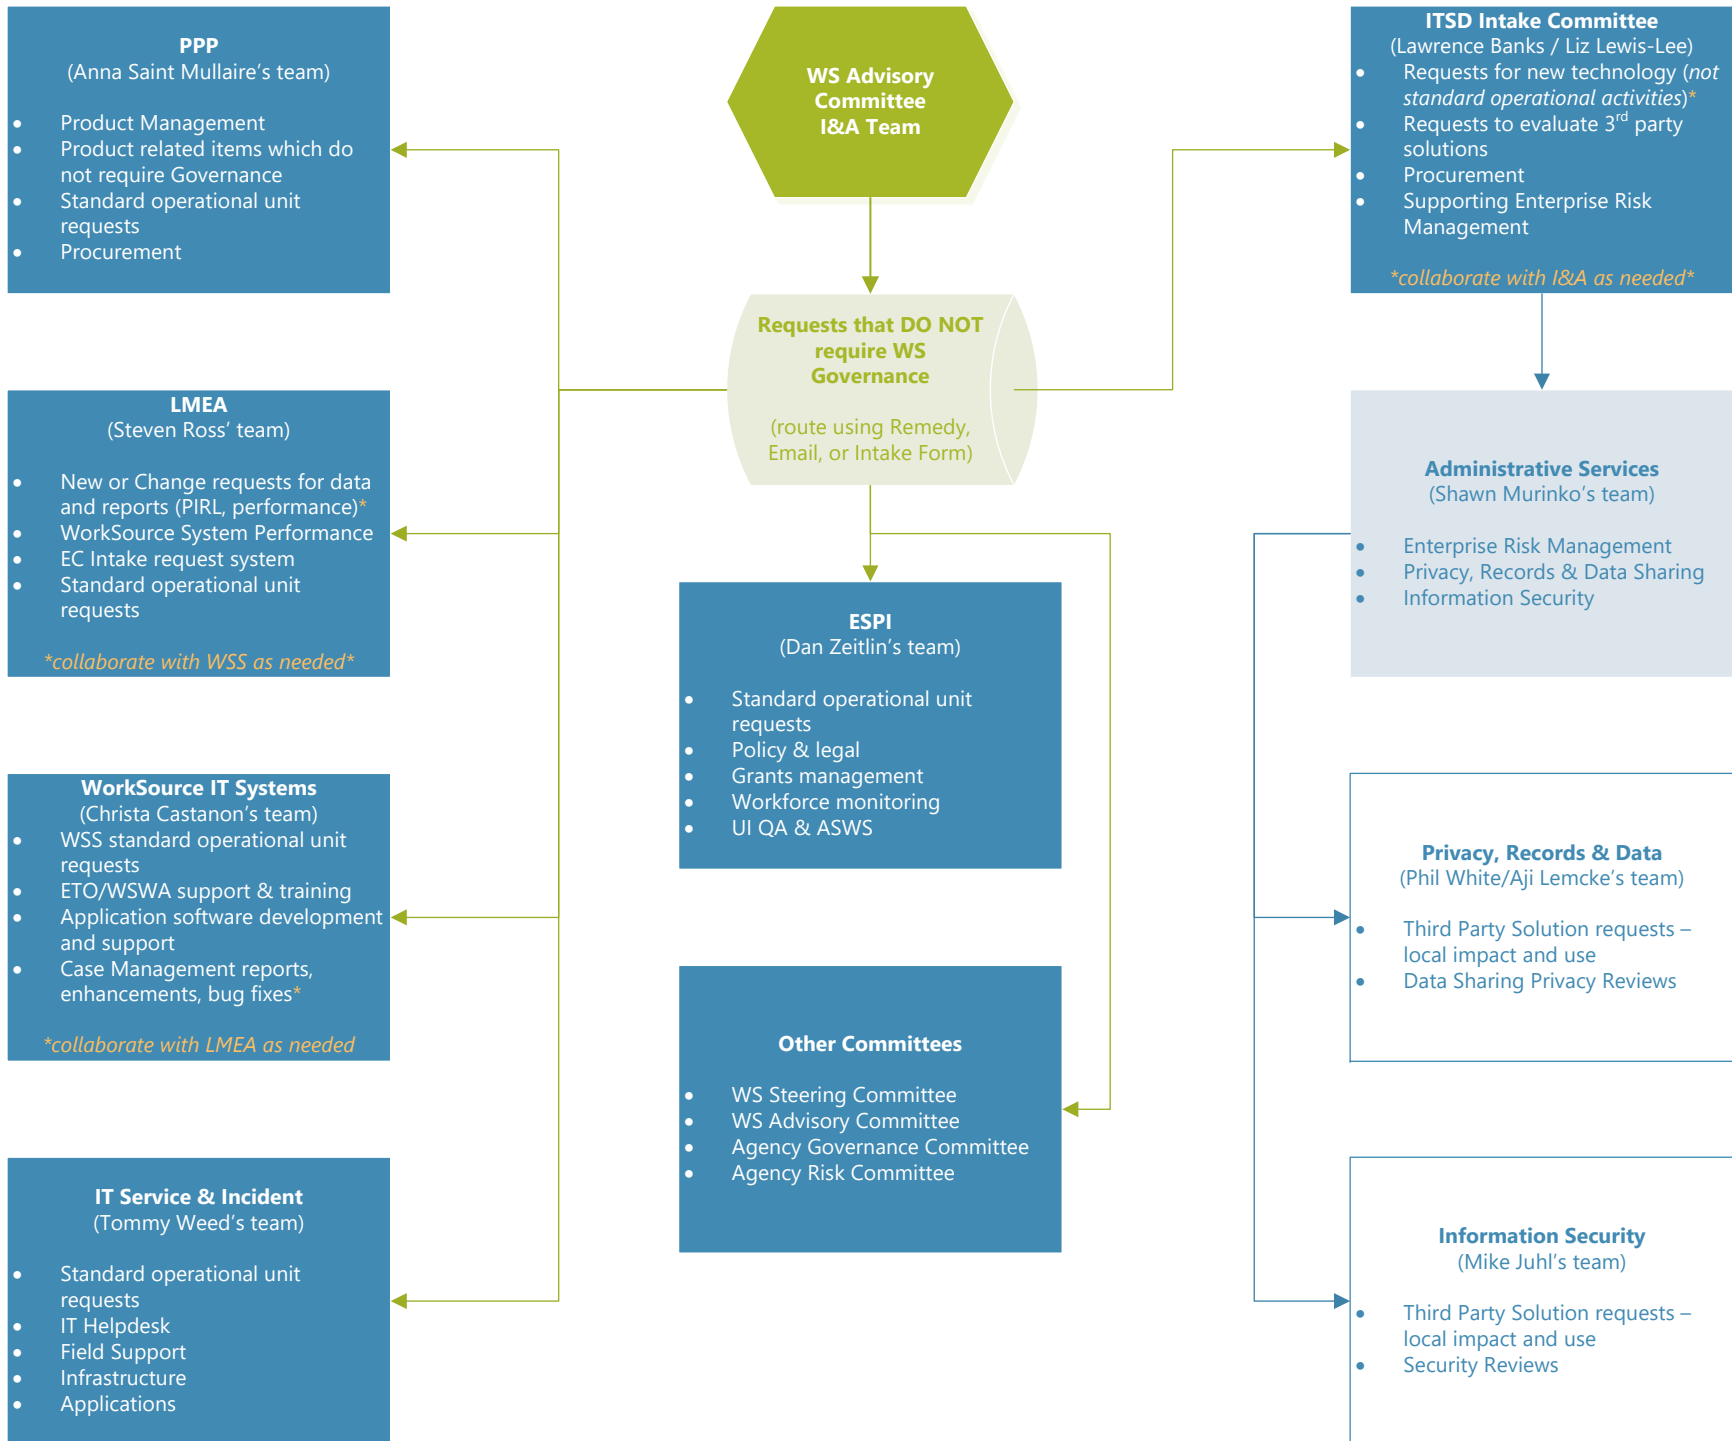 PPP
(Anna Saint Mullaire's team)
• Product Management
• Product related items which do
not require Governance
• Standard operational unit
requests
• Procurement
WS Advisory
Committee
I&A Team
ITSD Intake Committee
(Lawrence Banks / Liz Lewis-Lee)
• Requests for new technology (not
standard operational activities)*
• Requests to evaluate 3rd party
solutions
• Procurement
• Supporting Enterprise Risk
Management
*collaborate with I&A as needed*
Requests that DO NOT
require WS
Governance
(route using Remedy,
Email, or Intake Form)
LMEA
(Steven Ross’ team)
• New or Change requests for data
and reports (PIRL, performance)*
• WorkSource System Performance
• EC Intake request system
• Standard operational unit
requests
*collaborate with WSS as needed*
Administrative Services
(Shawn Murinko’s team)
• Enterprise Risk Management
• Privacy, Records & Data Sharing
• Information Security
ESPI
(Dan Zeitlin’s team)
• Standard operational unit
requests
• Policy & legal
• Grants management
• Workforce monitoring
• UI QA & ASWS
WorkSource IT Systems
(Christa Castanon’s team)
• WSS standard operational unit
requests
• ETO/WSWA support & training
• Application software development
and support
• Case Management reports,
enhancements, bug fixes*
*collaborate with LMEA as needed
Privacy, Records & Data
(Phil White/Aji Lemcke’s team)
• Third Party Solution requests –
local impact and use
• Data Sharing Privacy Reviews
Other Committees
• WS Steering Committee
• WS Advisory Committee
• Agency Governance Committee
• Agency Risk Committee
IT Service & Incident
(Tommy Weed’s team)
• Standard operational unit
requests
• IT Helpdesk
• Field Support
• Infrastructure
• Applications
Information Security
(Mike Juhl’s team)
• Third Party Solution requests –
local impact and use
• Security Reviews